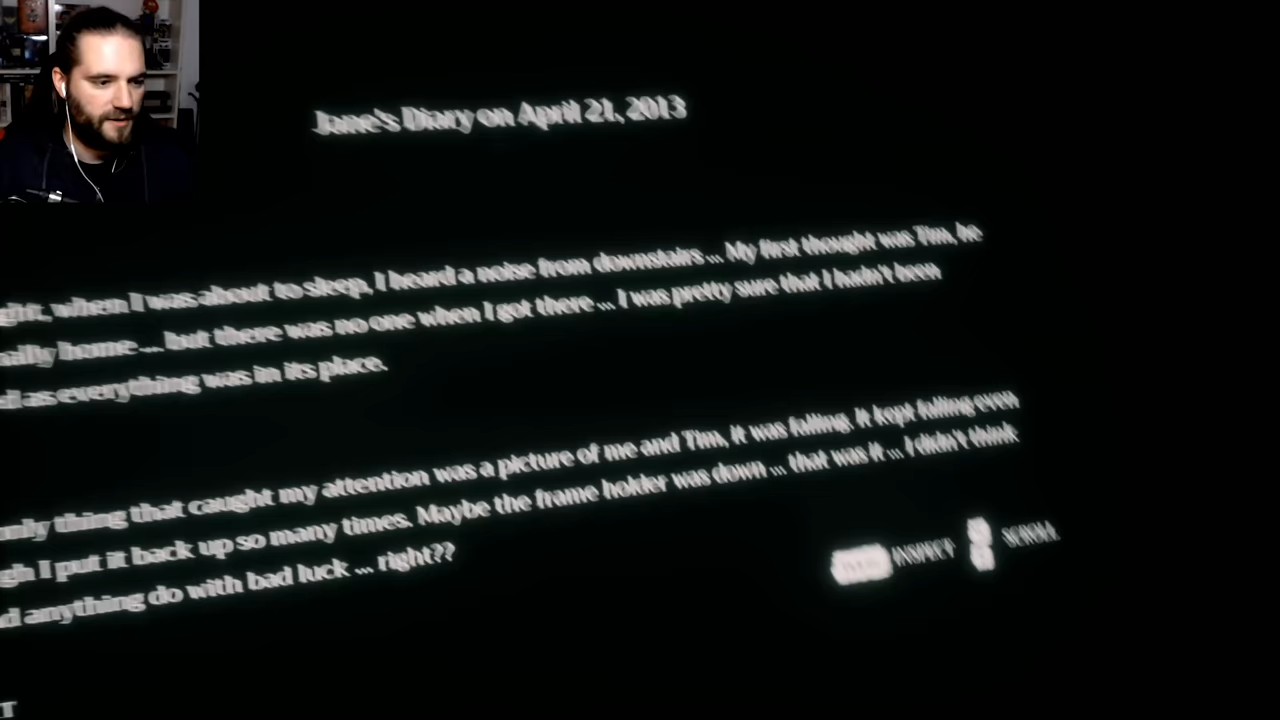 Jane's Diary on April 21, 2013
ght, when I was about to sleep, I heard a noise from downstairs ... My first thought was Tim, he
ally home ... but there was no one when I got there ... I was pretty sure that I hadn't been
d as everything was in its place.
only thing that caught my attention was a picture of me and Tim, it was falling. It kept falling even
gh I put it back up so many times. Maybe the frame holder was down ... that was it ... I didn't think
d anything do with bad luck ... right??
INSPECT
SCROLL
T